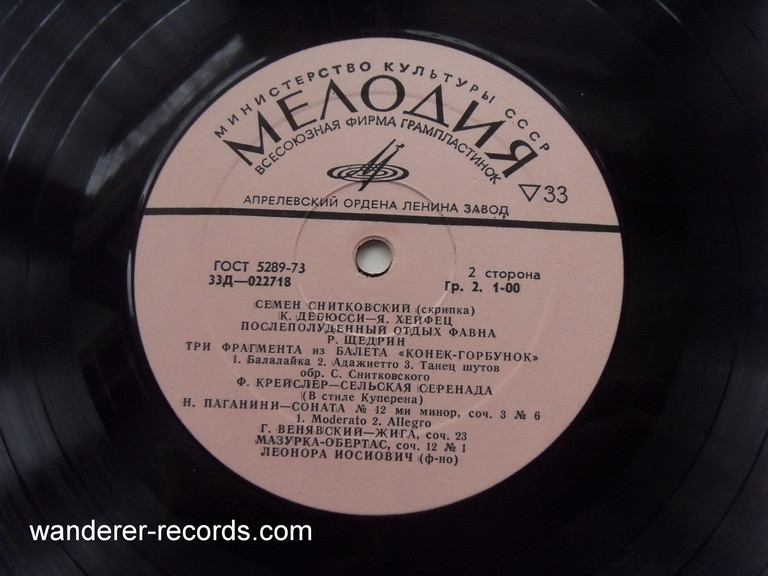 МИНИСТЕРСТВО КУЛЬТУРЫ СССР
МЕЛОДИЯ
ВСЕСОЮЗНАЯ ФИРМА ГРАМПЛАСТИНОК
▽33
АПРЕЛЕВСКИЙ ОРДЕНА ЛЕНИНА ЗАВОД
ГОСТ 5289-73
2 сторона
33Д—022718
Гр. 2. 1-00
СЕМЕН СНИТКОВСКИЙ (скрипка)
К. ДЕБЮССИ—Я. ХЕЙФЕЦ
ПОСЛЕПОЛУДЕННЫЙ ОТДЫХ ФАВНА
Р. ЩЕДРИН
ТРИ ФРАГМЕНТА из БАЛЕТА «КОНЕК-ГОРБУНОК»
1. Балалайка 2. Адажиетто 3. Танец шутов
обр. С. Снитковского
Ф. КРЕЙСЛЕР—СЕЛЬСКАЯ СЕРЕНАДА
(В стиле Куперена)
Н. ПАГАНИНИ—СОНАТА № 12 ми минор, соч. 3 № 6
1. Moderato 2. Allegro
Г. ВЕНЯВСКИЙ—ЖИГА, соч. 23
МАЗУРКА-ОБЕРТАС, соч. 12 № 1
ЛЕОНОРА ИОСИОВИЧ (ф-но)
wanderer-records.com